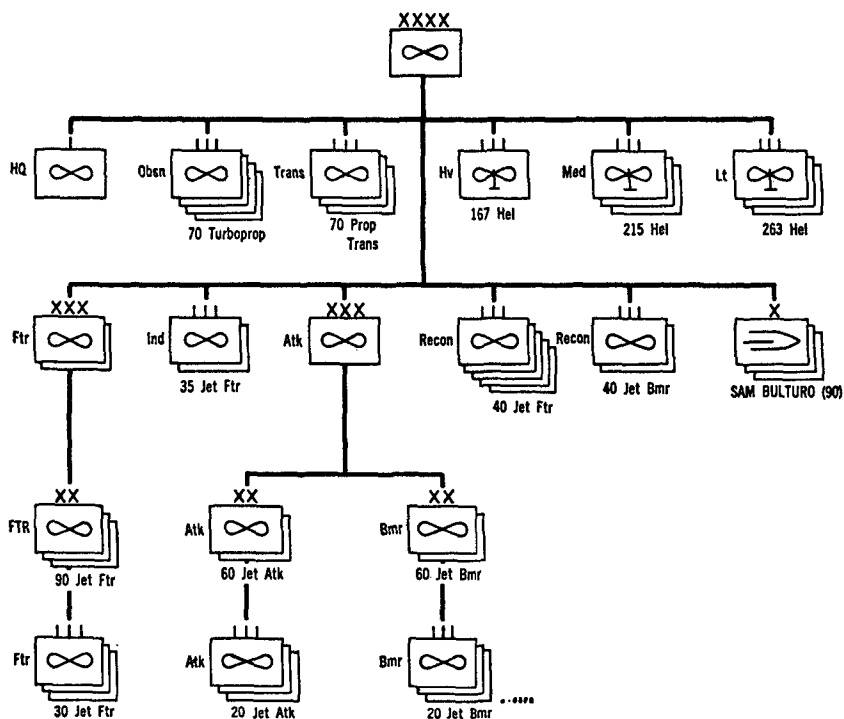 XXXX
HQ
Obsn
70 Turboprop
Trans
70 Prop
Trans
Hv
167 Hel
Med
215 Hel
Lt
263 Hel
XXX
Ftr
Ind
35 Jet Ftr
XXX
Atk
Recon
40 Jet Ftr
Recon
40 Jet Bmr
X
SAM BULTURO (90)
XX
FTR
90 Jet Ftr
XX
Atk
60 Jet Atk
XX
Bmr
60 Jet Bmr
Ftr
30 Jet Ftr
Atk
20 Jet Atk
Bmr
20 Jet Bmr